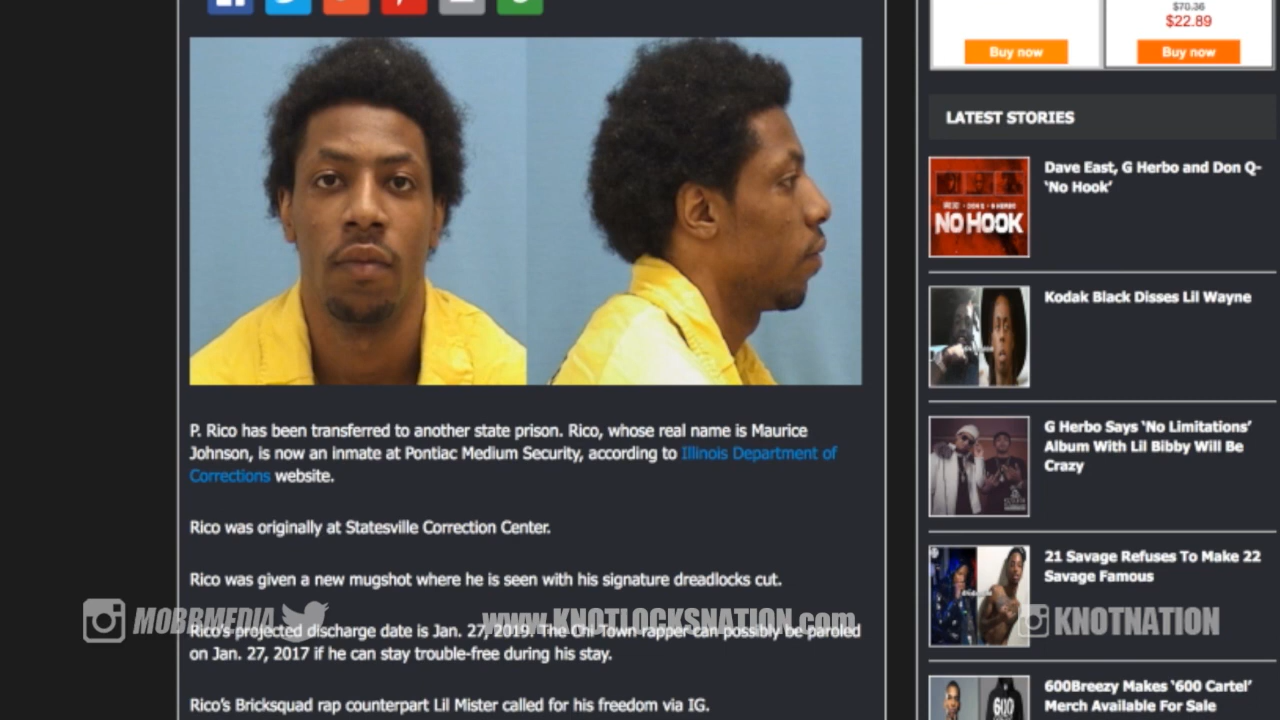 $70.36
$22.89
Buy now
Buy now
LATEST STORIES
Dave East, G Herbo and Don Q-
‘No Hook’
NO HOOK
Kodak Black Disses Lil Wayne
G Herbo Says ‘No Limitations’
Album With Lil Bibby Will Be
Crazy
21 Savage Refuses To Make 22
Savage Famous
600Breezy Makes ‘600 Cartel’
Merch Available For Sale
600
P. Rico has been transferred to another state prison. Rico, whose real name is Maurice
Johnson, is now an inmate at Pontiac Medium Security, according to Illinois Department of
Corrections website.
Rico was originally at Statesville Correction Center.
Rico was given a new mugshot where he is seen with his signature dreadlocks cut.
Rico’s projected discharge date is Jan. 27, 2019. The Chi-Town rapper can possibly be paroled
on Jan. 27, 2017 if he can stay trouble-free during his stay.
Rico’s Bricksquad rap counterpart Lil Mister called for his freedom via IG.
MOBBMEDIA
www.KNOTLOCKSNATION.com
KNOTNATION